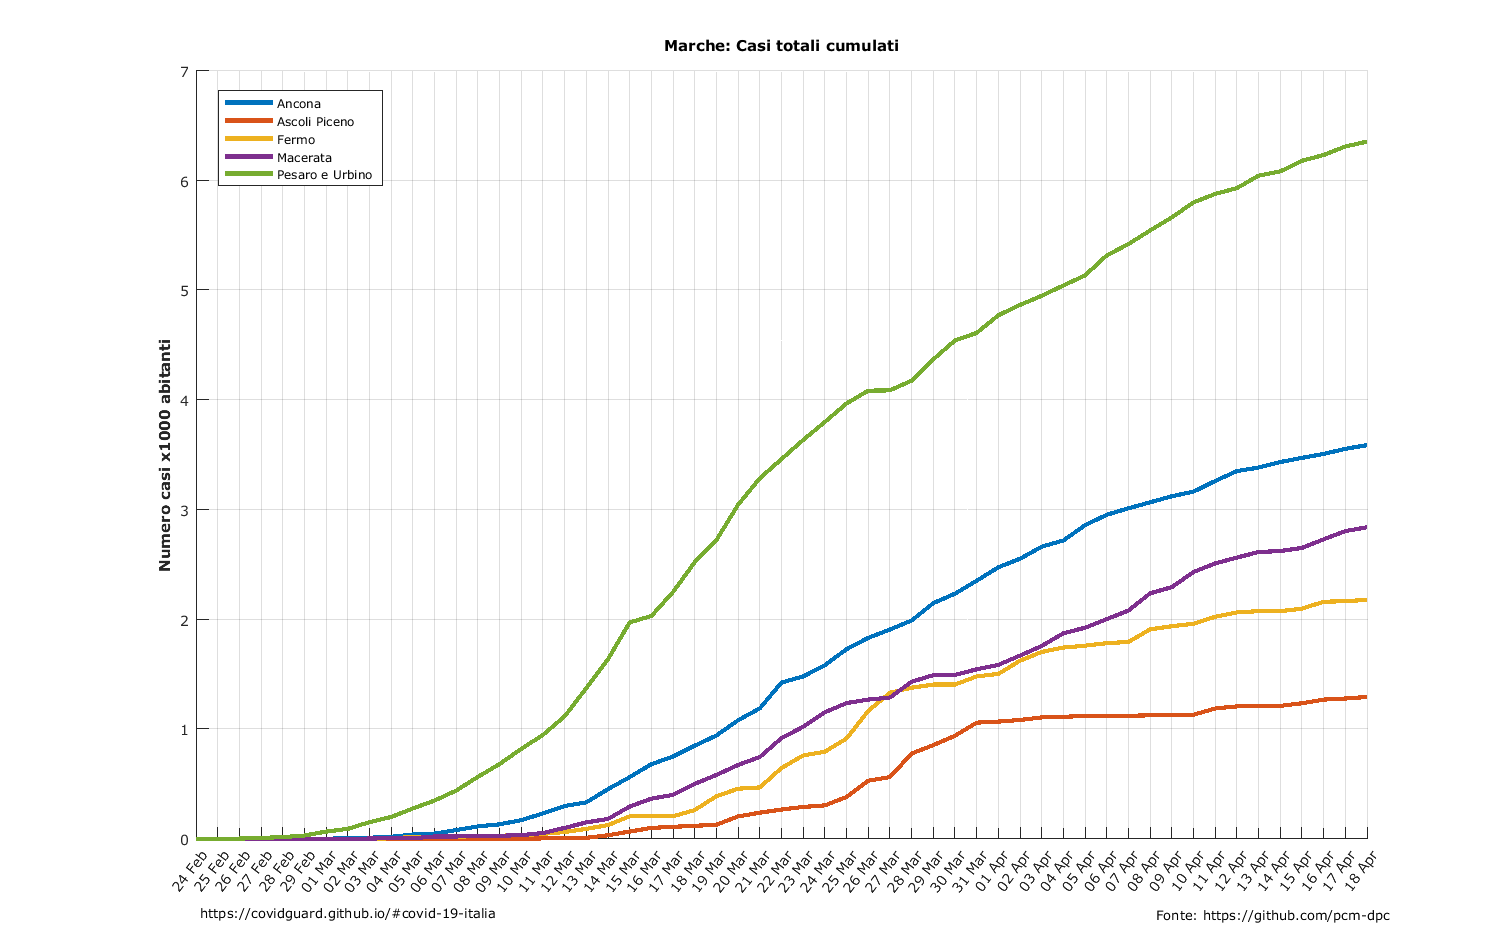 Marche: Casi totali cumulati
Numero casi x1000 abitanti
7
6
5
4
3
2
1
0
Ancona
Ascoli Piceno
Fermo
Macerata
Pesaro e Urbino
24 Feb
25 Feb
26 Feb
27 Feb
28 Feb
29 Feb
01 Mar
02 Mar
03 Mar
04 Mar
05 Mar
06 Mar
07 Mar
08 Mar
09 Mar
10 Mar
11 Mar
12 Mar
13 Mar
14 Mar
15 Mar
16 Mar
17 Mar
18 Mar
19 Mar
20 Mar
21 Mar
22 Mar
23 Mar
24 Mar
25 Mar
26 Mar
27 Mar
28 Mar
29 Mar
30 Mar
31 Mar
01 Apr
02 Apr
03 Apr
04 Apr
05 Apr
06 Apr
07 Apr
08 Apr
09 Apr
10 Apr
11 Apr
12 Apr
13 Apr
14 Apr
15 Apr
16 Apr
17 Apr
18 Apr
https://covidguard.github.io/#covid-19-italia
Fonte: https://github.com/pcm-dpc